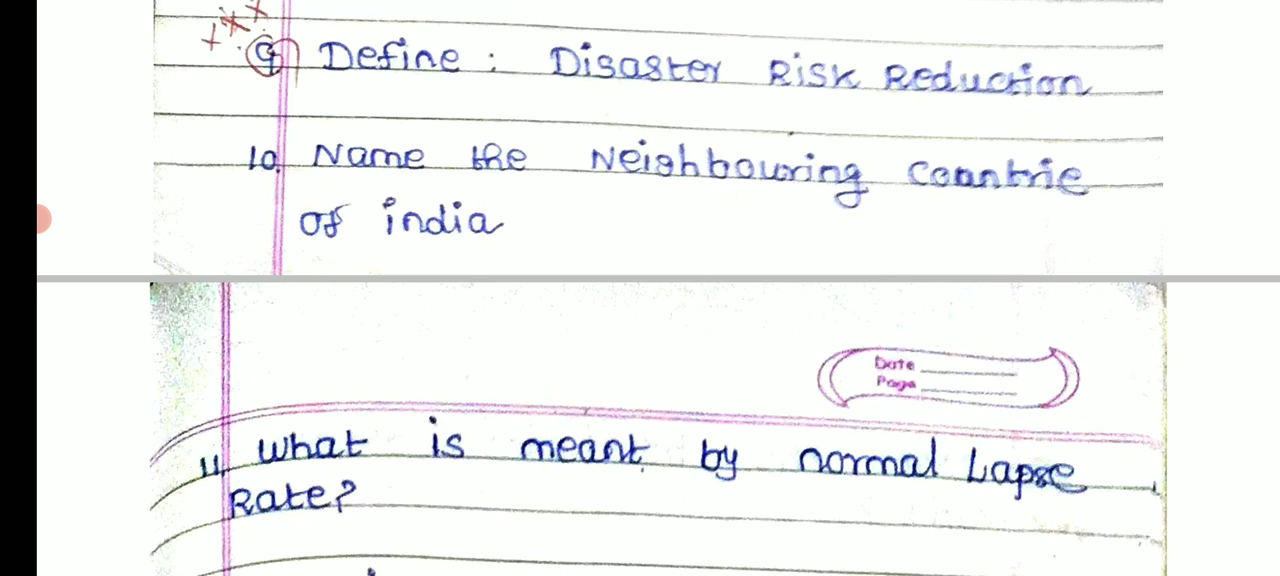 9) Define : Disaster Risk Reduction
10. Name the Neighbouring Countrie
of india
Date
Page
11. What is meant by normal Lapse
Rate?